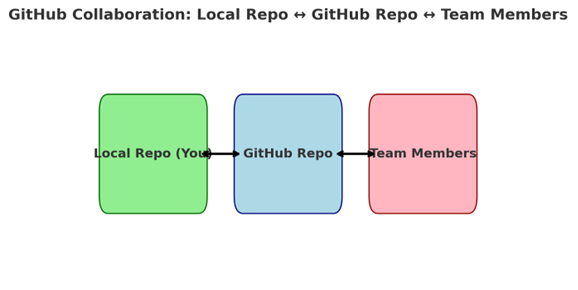 GitHub Collaboration: Local Repo ↔ GitHub Repo ↔ Team Members
Local Repo (You)
GitHub Repo
Team Members